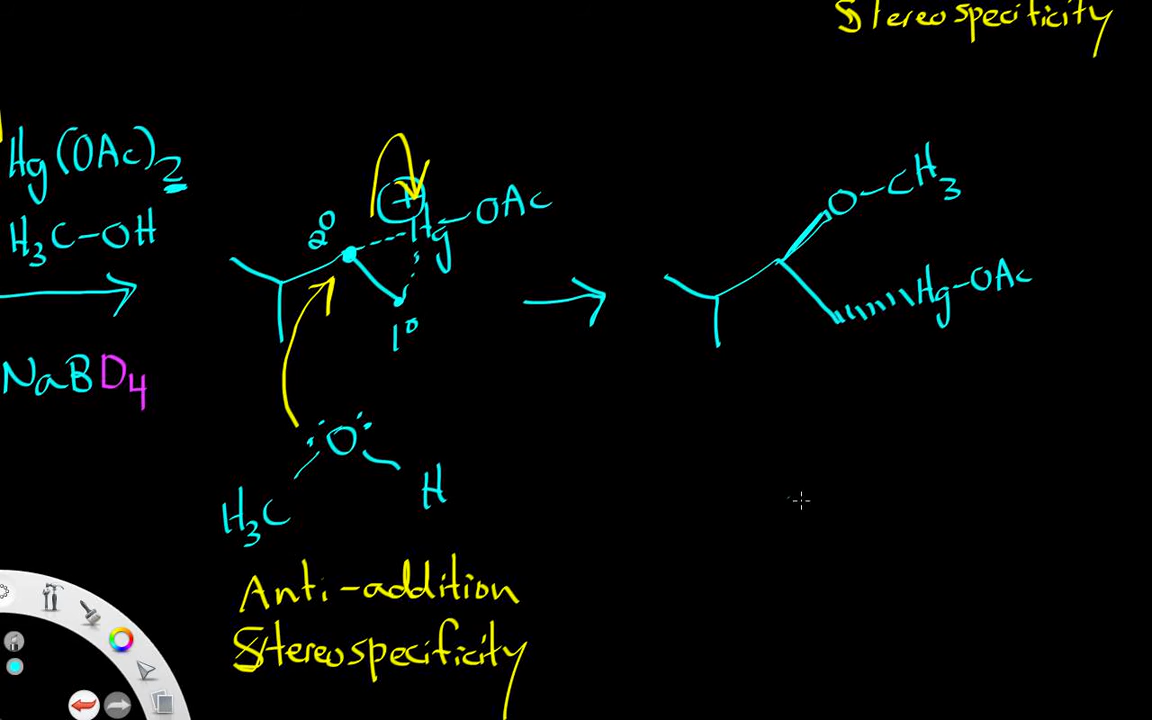 Stereospecificity
Hg(OAc)2
H3C-OH
NaBD4
2°
+
Hg-OAc
1°
:O:
H3C
H
O-CH3
Hg-OAc
Anti-addition
Stereospecificity